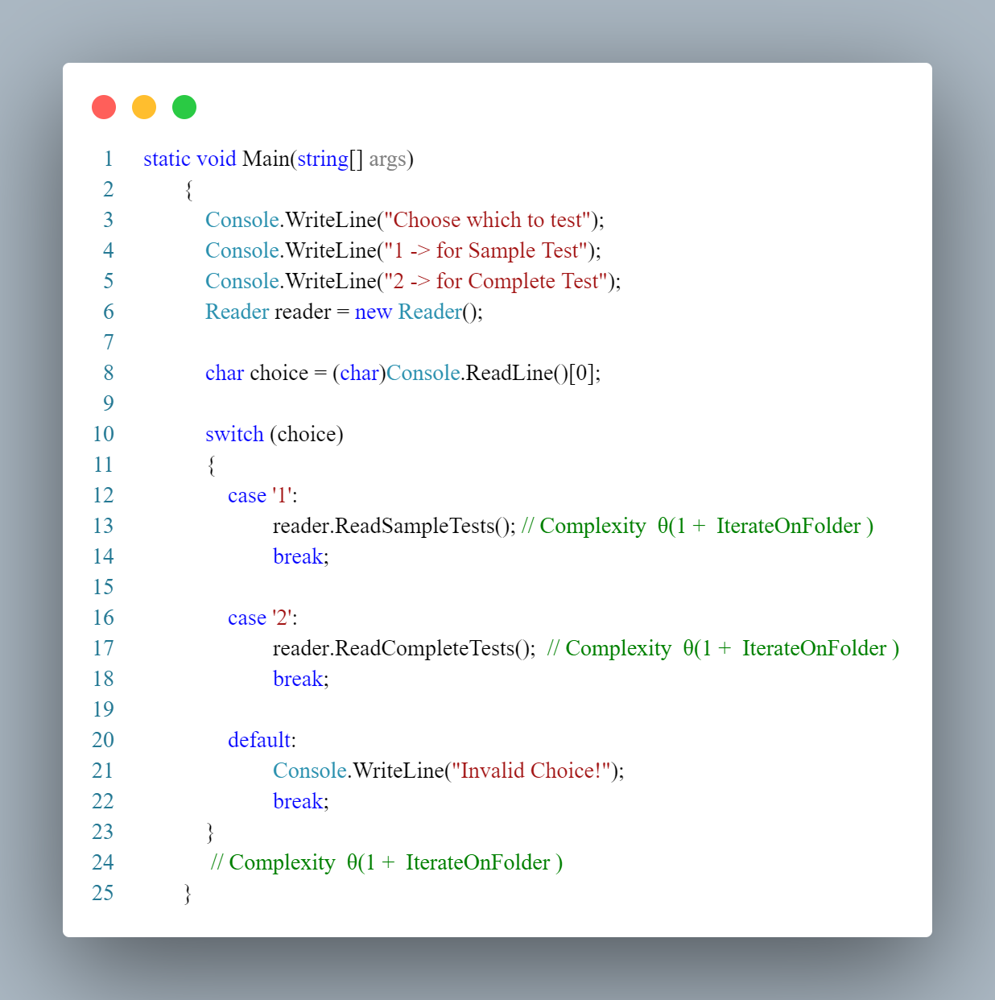 1 static void Main(string[] args)
2 {
3 Console.WriteLine("Choose which to test");
4 Console.WriteLine("1 -> for Sample Test");
5 Console.WriteLine("2 -> for Complete Test");
6 Reader reader = new Reader();
7
8 char choice = (char)Console.ReadLine()[0];
9
10 switch (choice)
11 {
12 case '1':
13 reader.ReadSampleTests(); // Complexity θ(1 + IterateOnFolder )
14 break;
15
16 case '2':
17 reader.ReadCompleteTests(); // Complexity θ(1 + IterateOnFolder )
18 break;
19
20 default:
21 Console.WriteLine("Invalid Choice!");
22 break;
23 }
24 // Complexity θ(1 + IterateOnFolder )
25 }